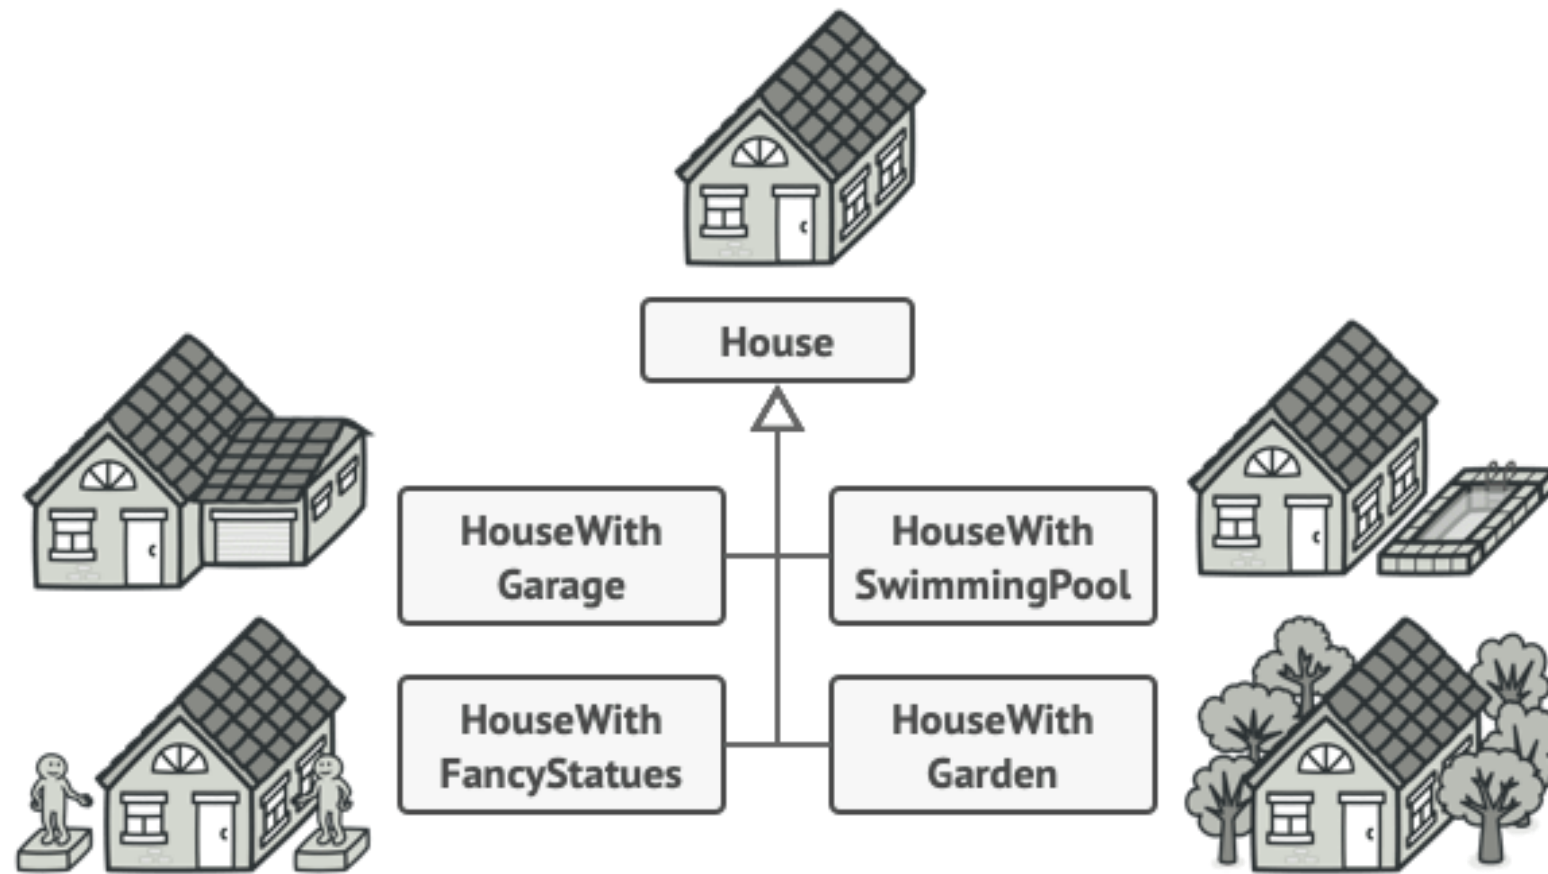 House
HouseWith
Garage
HouseWith
SwimmingPool
HouseWith
FancyStatues
HouseWith
Garden